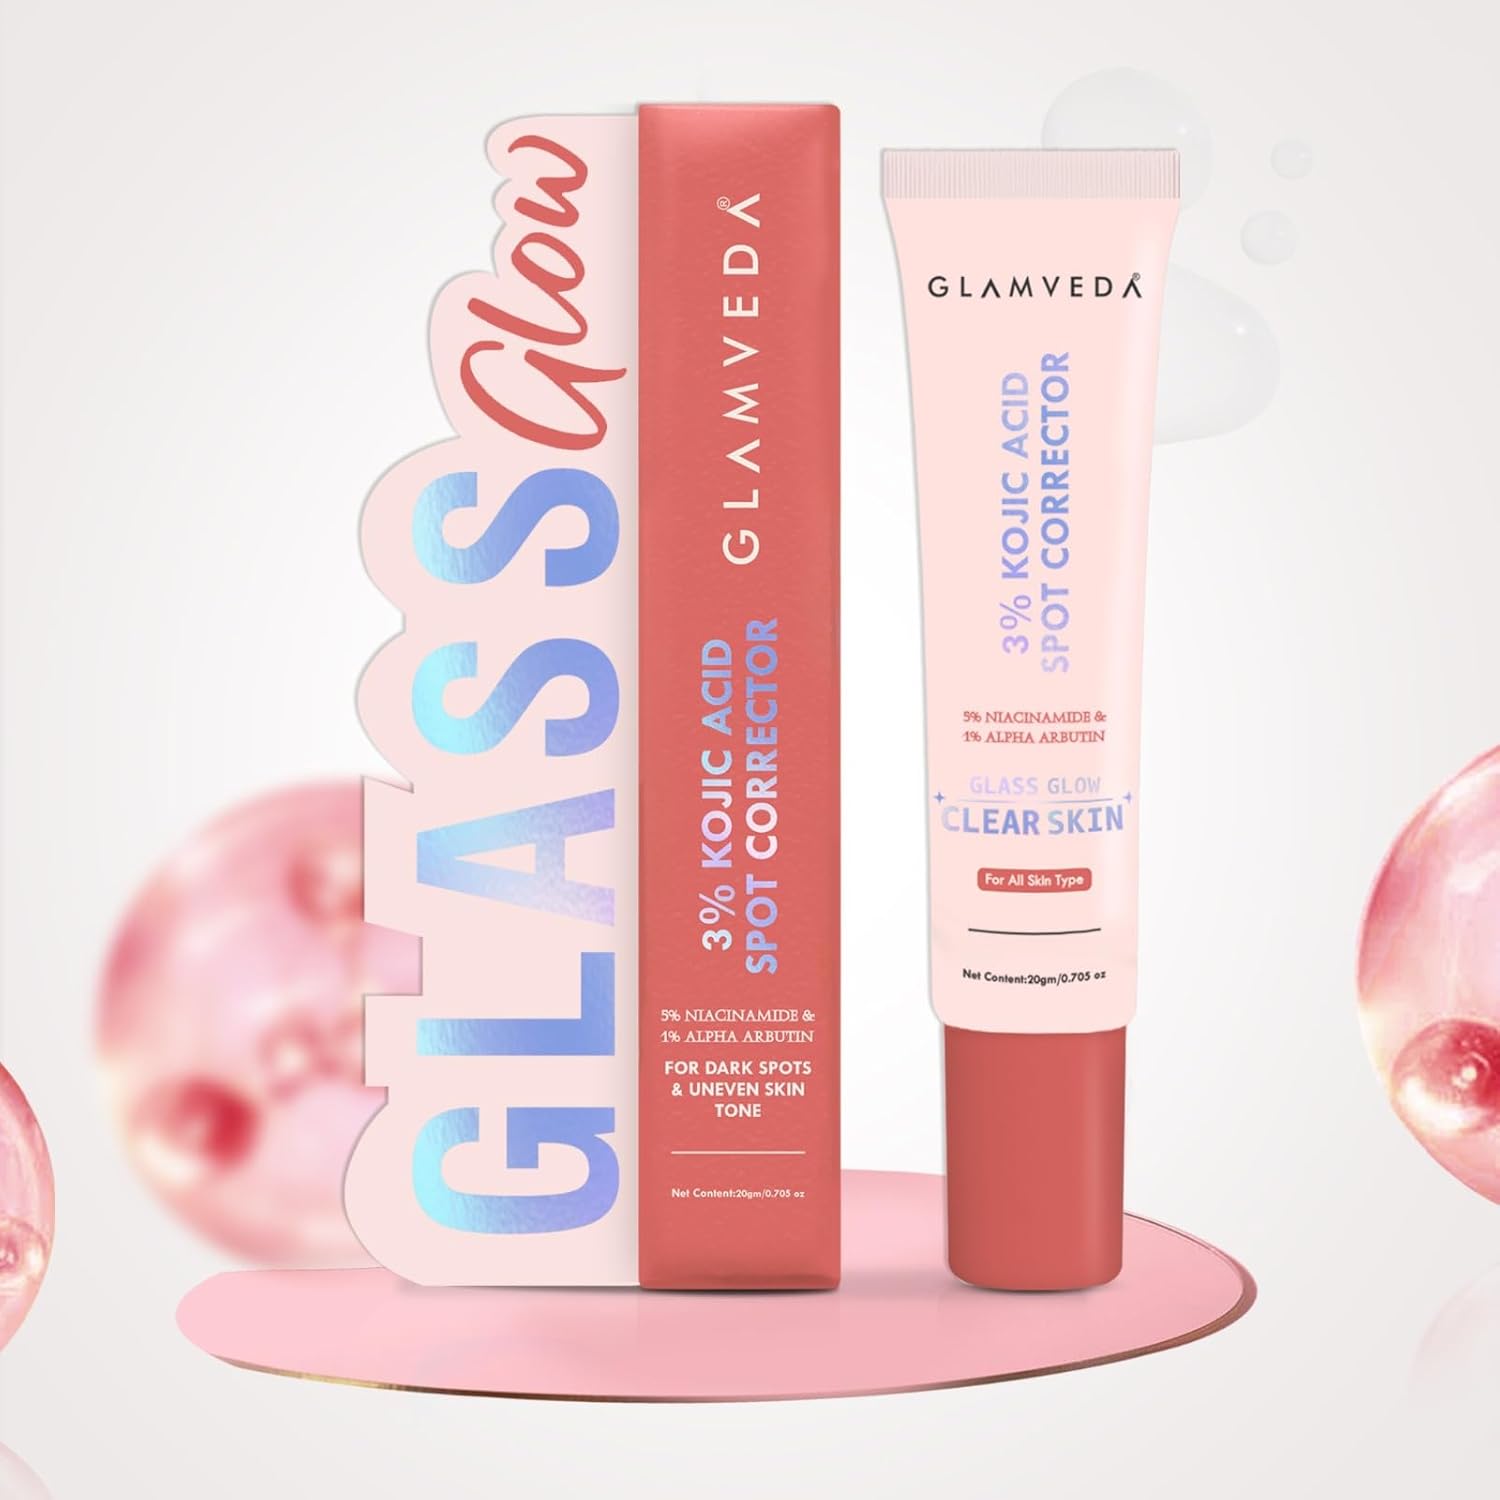 GLASS
Glow
GLAMVEDA®
3% KOJIC ACID
SPOT CORRECTOR
5% NIACINAMIDE &
1% ALPHA ARBUTIN
FOR DARK SPOTS
& UNEVEN SKIN
TONE
Net Content:20gm/0.705 oz
GLAMVEDA®
3% KOJIC ACID
SPOT CORRECTOR
5% NIACINAMIDE &
1% ALPHA ARBUTIN
GLASS GLOW
CLEAR SKIN
For All Skin Type
Net Content:20gm/0.705 oz